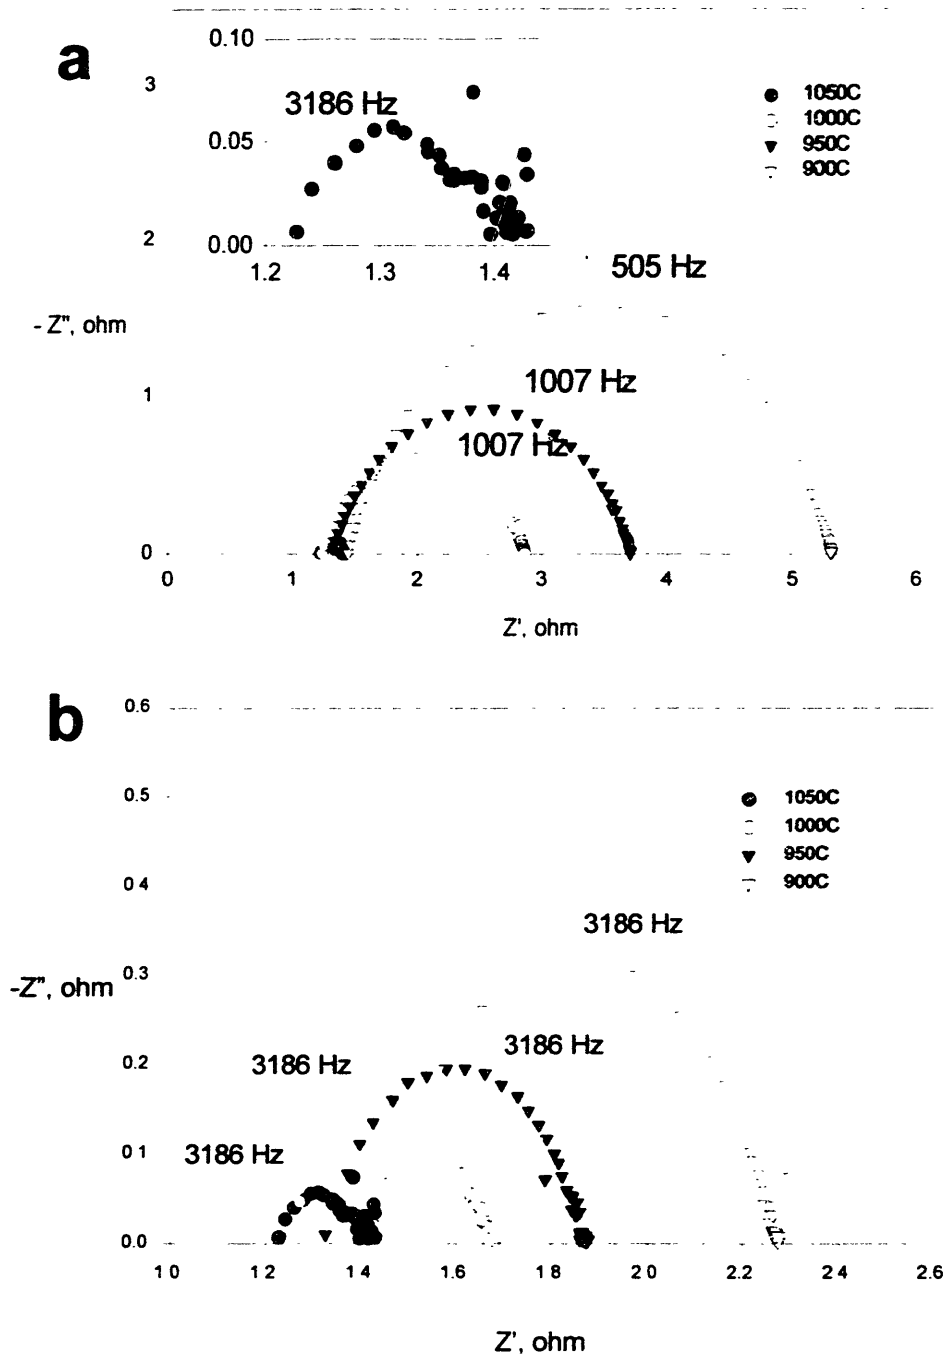 a
0.10
3
3186 Hz
1050C
1000C
950C
900C
0.05
2
0.00
1.2 1.3 1.4
505 Hz
- Z", ohm
1
1007 Hz
1007 Hz
0
0 1 2 3 4 5 6
Z', ohm
b
0.6
0.5
1050C
1000C
950C
900C
0 4
3186 Hz
0.3
-Z", ohm
3186 Hz
3186 Hz
0.2
3186 Hz
0 1
0.0
1 0 1 2 1 4 1.6 1 8 2 0 2.2 2 4 2.6
Z', ohm